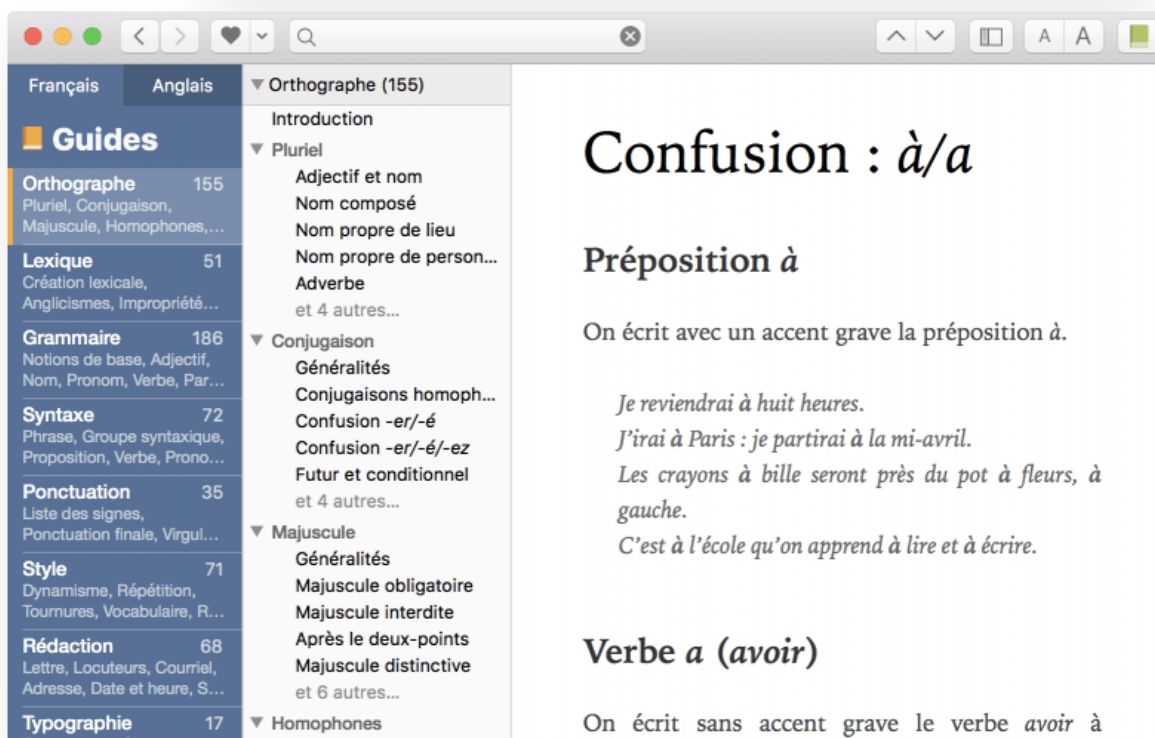 A A
Français Anglais
Guides
Orthographe 155
Pluriel, Conjugaison,
Majuscule, Homophones,...
Lexique 51
Création lexicale,
Anglicismes, Impropriété...
Grammaire 186
Notions de base, Adjectif,
Nom, Pronom, Verbe, Par...
Syntaxe 72
Phrase, Groupe syntaxique,
Proposition, Verbe, Prono...
Ponctuation 35
Liste des signes,
Ponctuation finale, Virgul...
Style 71
Dynamisme, Répétition,
Tournures, Vocabulaire, R...
Rédaction 68
Lettre, Locuteurs, Courriel,
Adresse, Date et heure, S...
Typographie 17
Orthographe (155)
Introduction
Pluriel
Adjectif et nom
Nom composé
Nom propre de lieu
Nom propre de person...
Adverbe
et 4 autres...
Conjugaison
Généralités
Conjugaisons homoph...
Confusion -er/-é
Confusion -er/-é/-ez
Futur et conditionnel
et 4 autres...
Majuscule
Généralités
Majuscule obligatoire
Majuscule interdite
Après le deux-points
Majuscule distinctive
et 6 autres...
Homophones
Confusion : à/a
Préposition à
On écrit avec un accent grave la préposition à.
Je reviendrai à huit heures.
J’irai à Paris : je partirai à la mi-avril.
Les crayons à bille seront près du pot à fleurs, à
gauche.
C’est à l’école qu’on apprend à lire et à écrire.
Verbe a (avoir)
On écrit sans accent grave le verbe avoir à